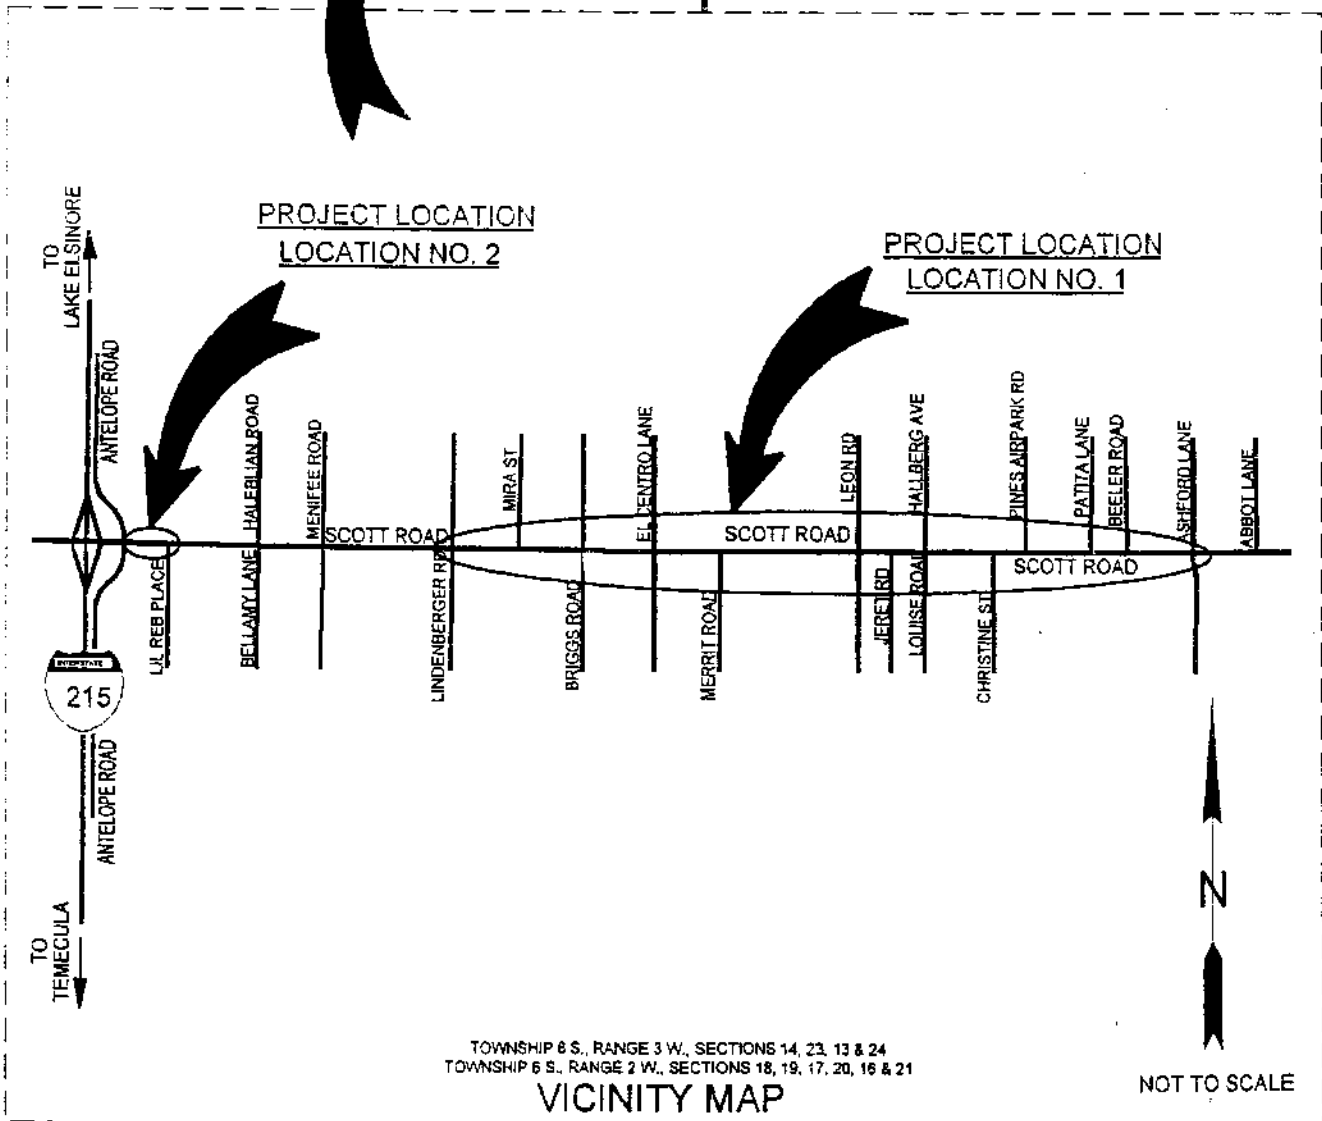 PROJECT LOCATION
LOCATION NO. 2
PROJECT LOCATION
LOCATION NO. 1
TO
LAKE ELSINORE
ANTELOPE ROAD
HALEBLIAN ROAD
MENIFEE ROAD
MIRA ST
EL CENTRO LANE
LEON RD
HALLBERG AVE
PINES AIRPARK RD
PATITA LANE
BEELER ROAD
ASHFORD LANE
ABBOT LANE
SCOTT ROAD
SCOTT ROAD
SCOTT ROAD
LIL REB PLACE
BELLAMY LANE
LINDENBERGER RD
BRIGGS ROAD
MERRIT ROAD
JERET RD
LOUISE ROAD
CHRISTINE ST
INTERSTATE
215
ANTELOPE ROAD
TO
TEMECULA
N
TOWNSHIP 6 S., RANGE 3 W., SECTIONS 14, 23, 13 & 24
TOWNSHIP 6 S., RANGE 2 W., SECTIONS 18, 19, 17, 20, 16 & 21
VICINITY MAP
NOT TO SCALE